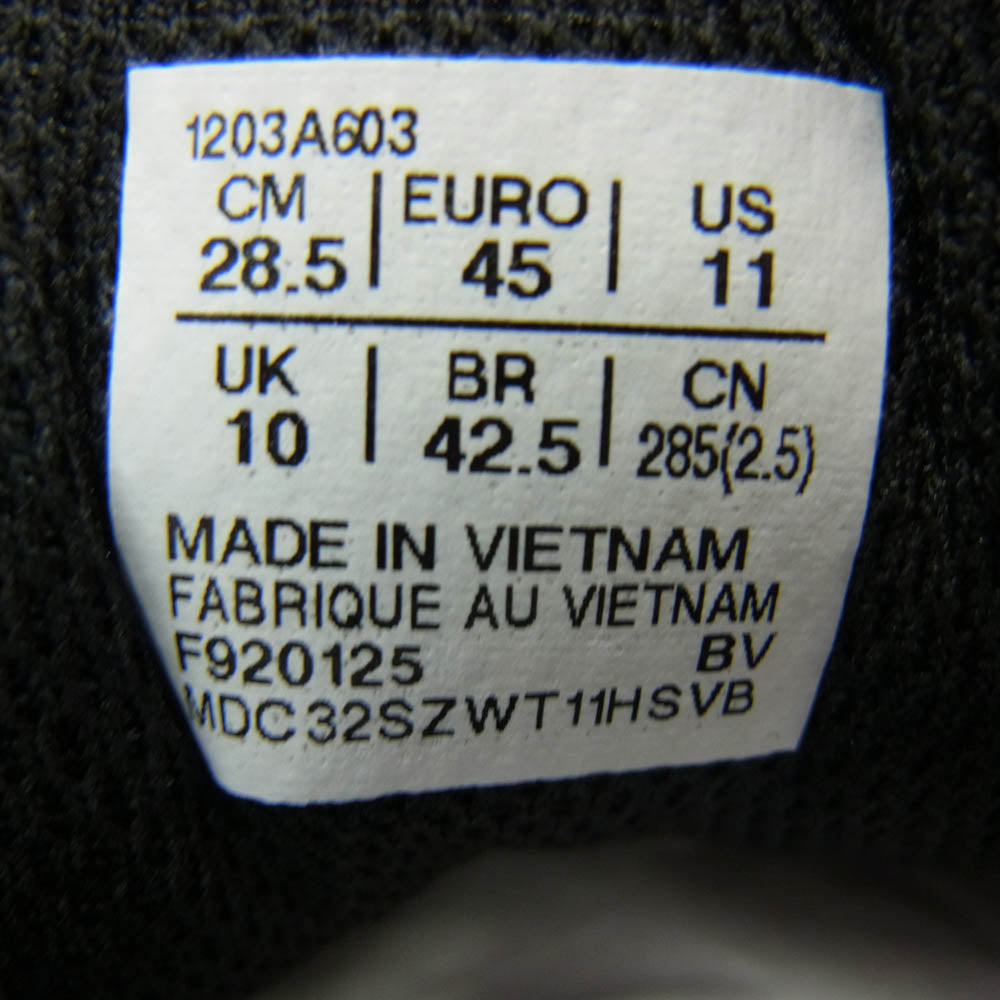 1203A603
CM | EURO | US
28.5 | 45 | 11
UK | BR | CN
10 | 42.5 | 285(2.5)
MADE IN VIETNAM
FABRIQUE AU VIETNAM
F920125 BV
MDC32SZWT11HSVB